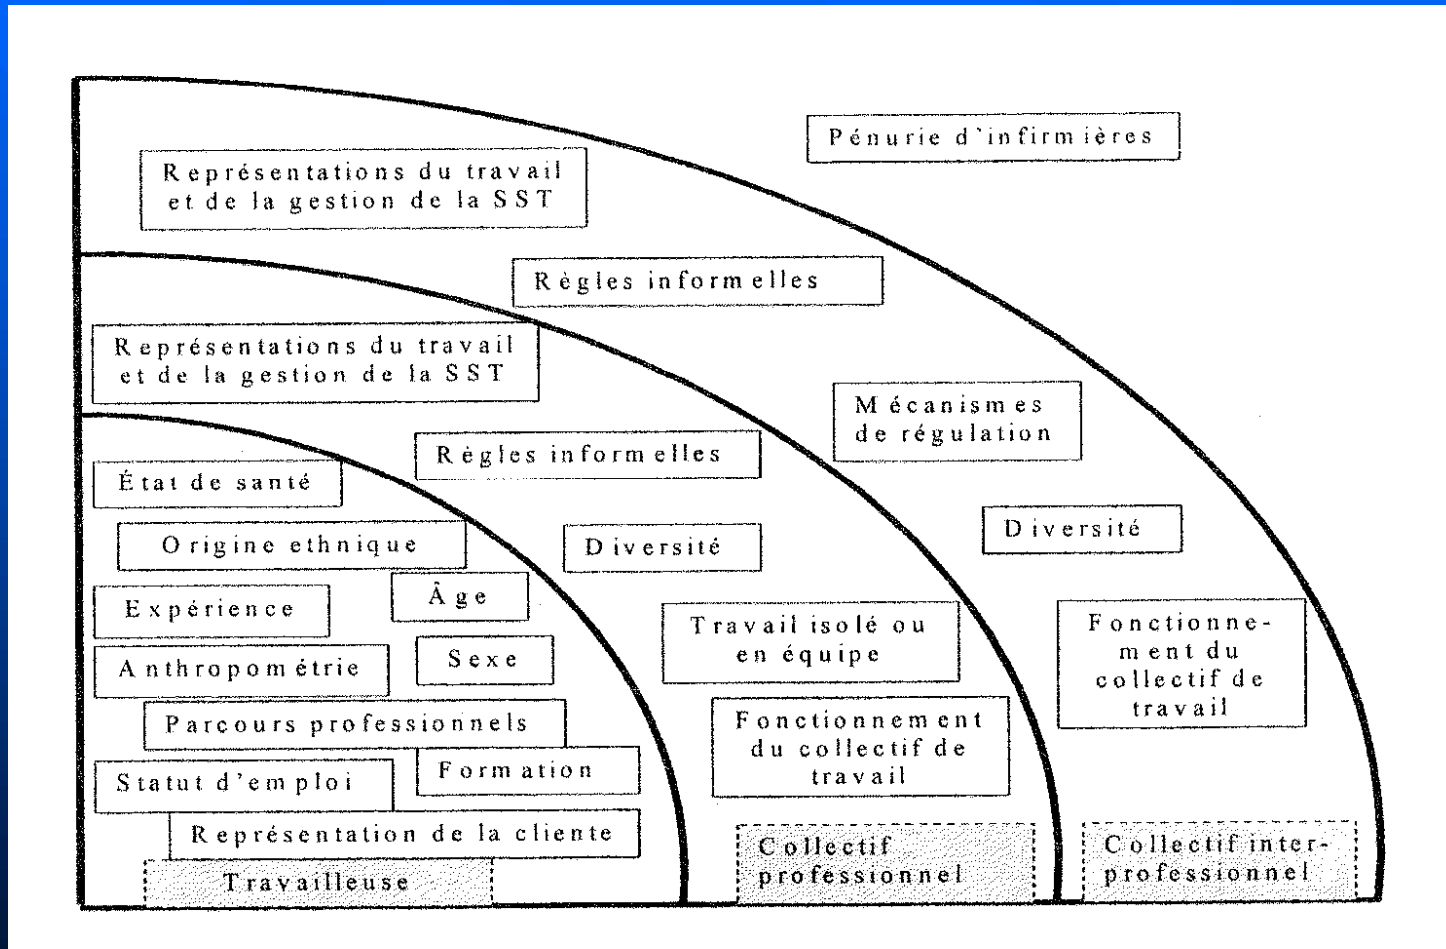 Pénurie d'infirmières
Représentations du travail
et de la gestion de la SST
Règles informelles
Représentations du travail
et de la gestion de la SST
Mécanismes
de régulation
Règles informelles
État de santé
Diversité
Origine ethnique
Diversité
Âge
Expérience
Travail isolé ou
en équipe
Fonctionne-
ment du
collectif de
travail
Sexe
Anthropométrie
Parcours professionnels
Fonctionnement
du collectif de
travail
Formation
Statut d'emploi
Représentation de la cliente
Travailleuse
Collectif
professionnel
Collectif inter-
professionnel